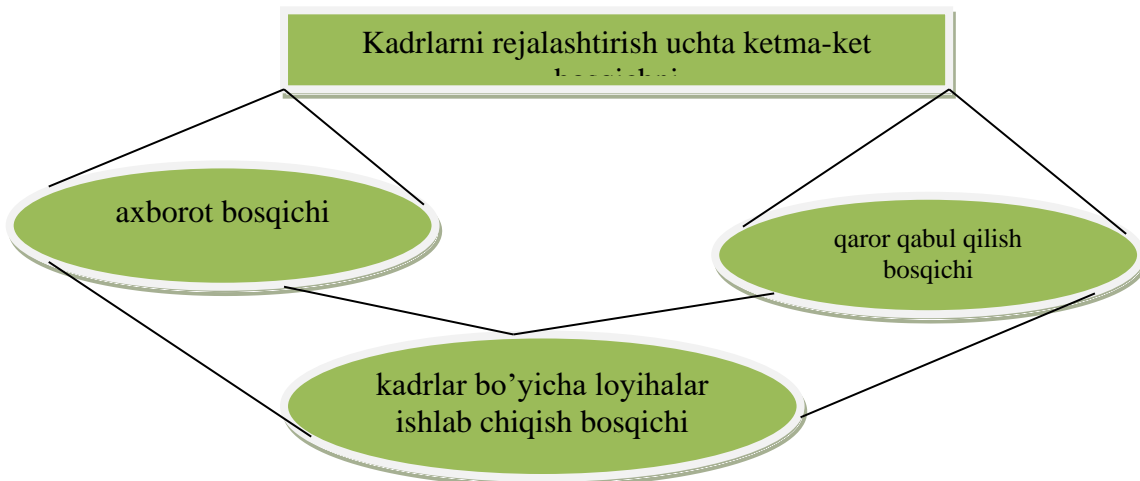 Kadrlarni rejalashtirish uchta ketma-ket
axborot bosqichi
qaror qabul qilish
bosqichi
kadrlar bo’yicha loyihalar
ishlab chiqish bosqichi